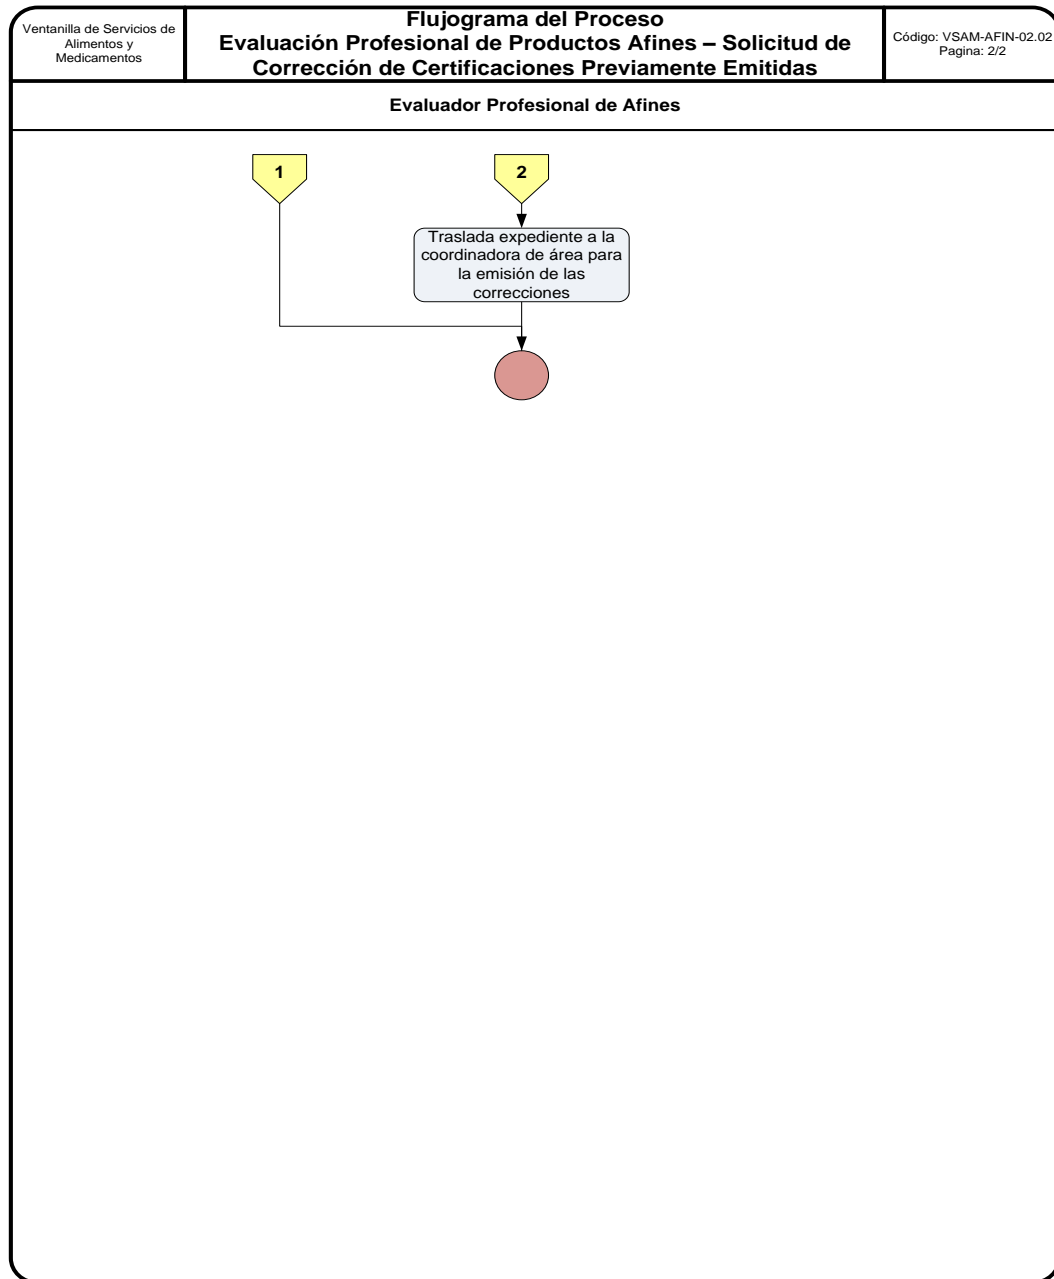 Ventanilla de Servicios de
Alimentos y
Medicamentos
Flujograma del Proceso
Evaluación Profesional de Productos Afines – Solicitud de
Corrección de Certificaciones Previamente Emitidas
Código: VSAM-AFIN-02.02
Pagina: 2/2
Evaluador Profesional de Afines
1
2
Traslada expediente a la
coordinadora de área para
la emisión de las
correcciones